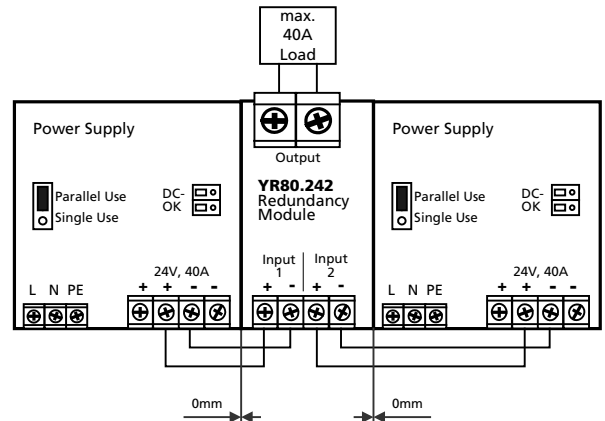 max.
40A
Load
Power Supply
Parallel Use
Single Use
DC-
OK
24V, 40A
+ + - -
L N PE
Output
YR80.242
Redundancy
Module
Input
1
Input
2
+ - + -
Power Supply
Parallel Use
Single Use
DC-
OK
24V, 40A
+ + - -
L N PE
0mm
0mm